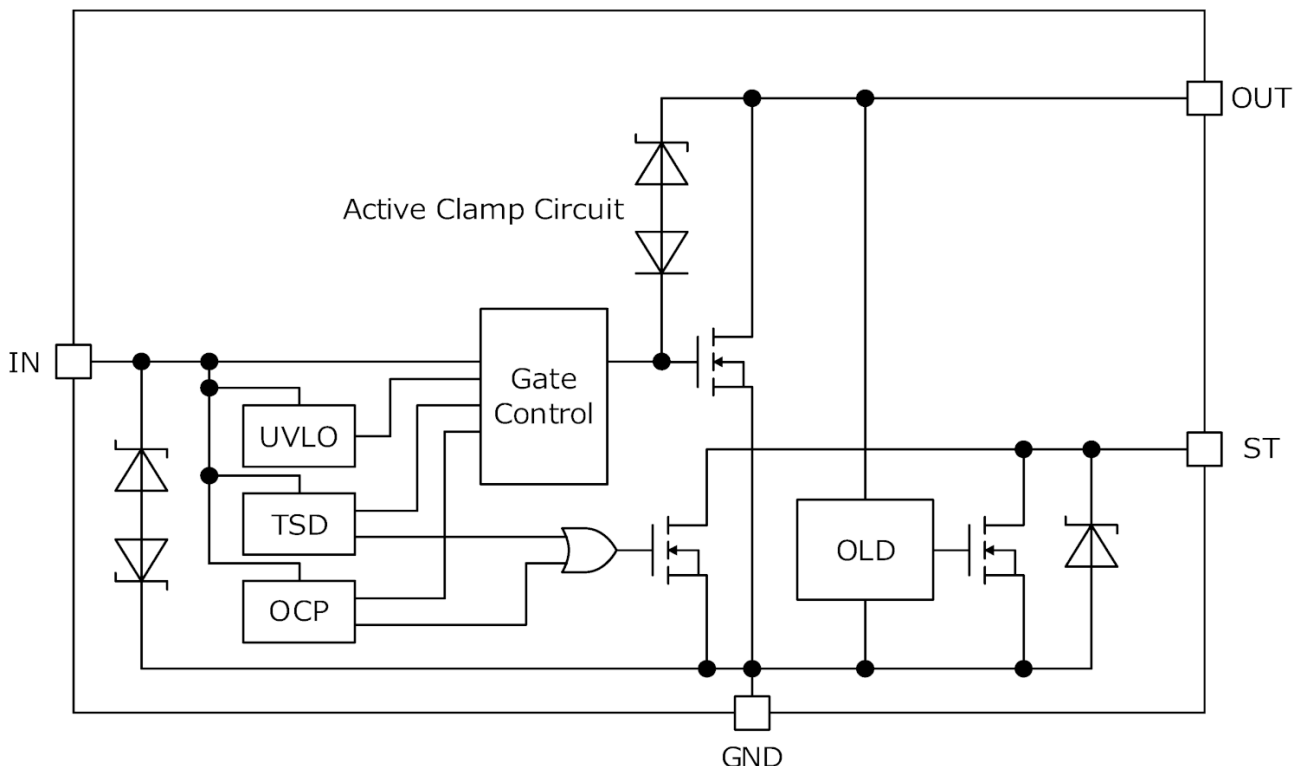 OUT
Active Clamp Circuit
IN
Gate
Control
UVLO
ST
TSD
OLD
OCP
GND